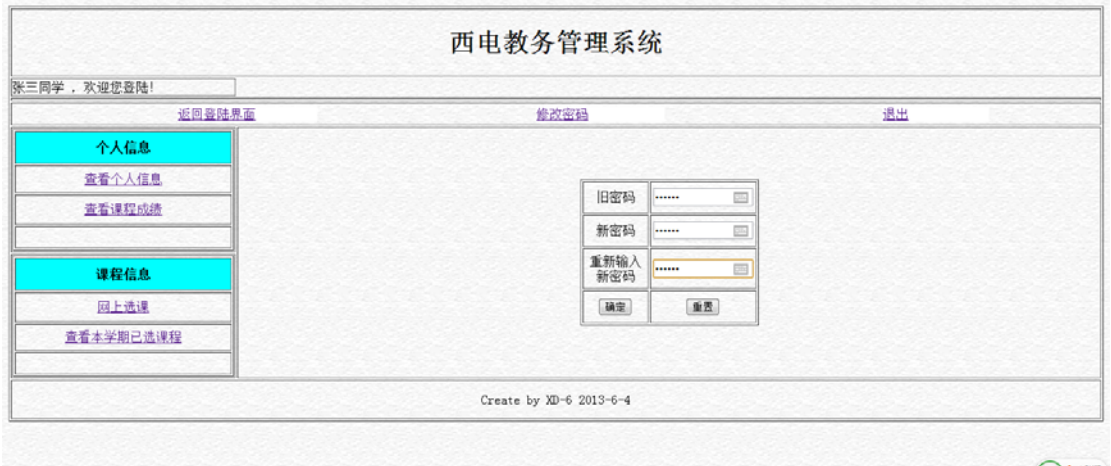 西电教务管理系统
张三同学 ，欢迎您登陆!
返回登陆界面 修改密码 退出
个人信息
查看个人信息
查看课程成绩
旧密码 ······
新密码 ······
重新输入
新密码 ······
确定 重置
课程信息
网上选课
查看本学期已选课程
Create by XD-6 2013-6-4